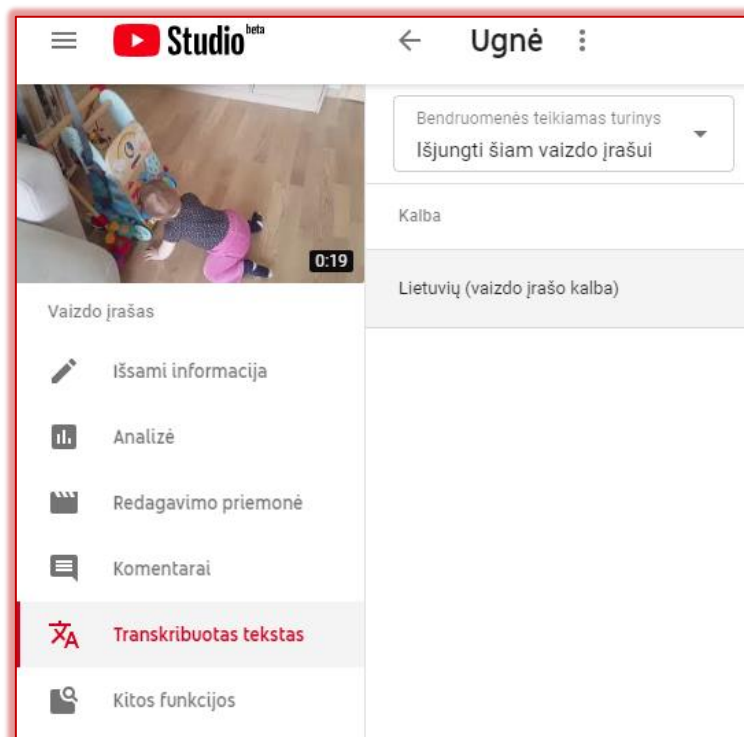 Studio beta
Ugnė
Bendruomenės teikiamas turinys
Išjungti šiam vaizdo įrašui
0:19
Kalba
Lietuvių (vaizdo įrašo kalba)
Vaizdo įrašas
Išsami informacija
Analizė
Redagavimo priemonė
Komentarai
Transkribuotas tekstas
Kitos funkcijos